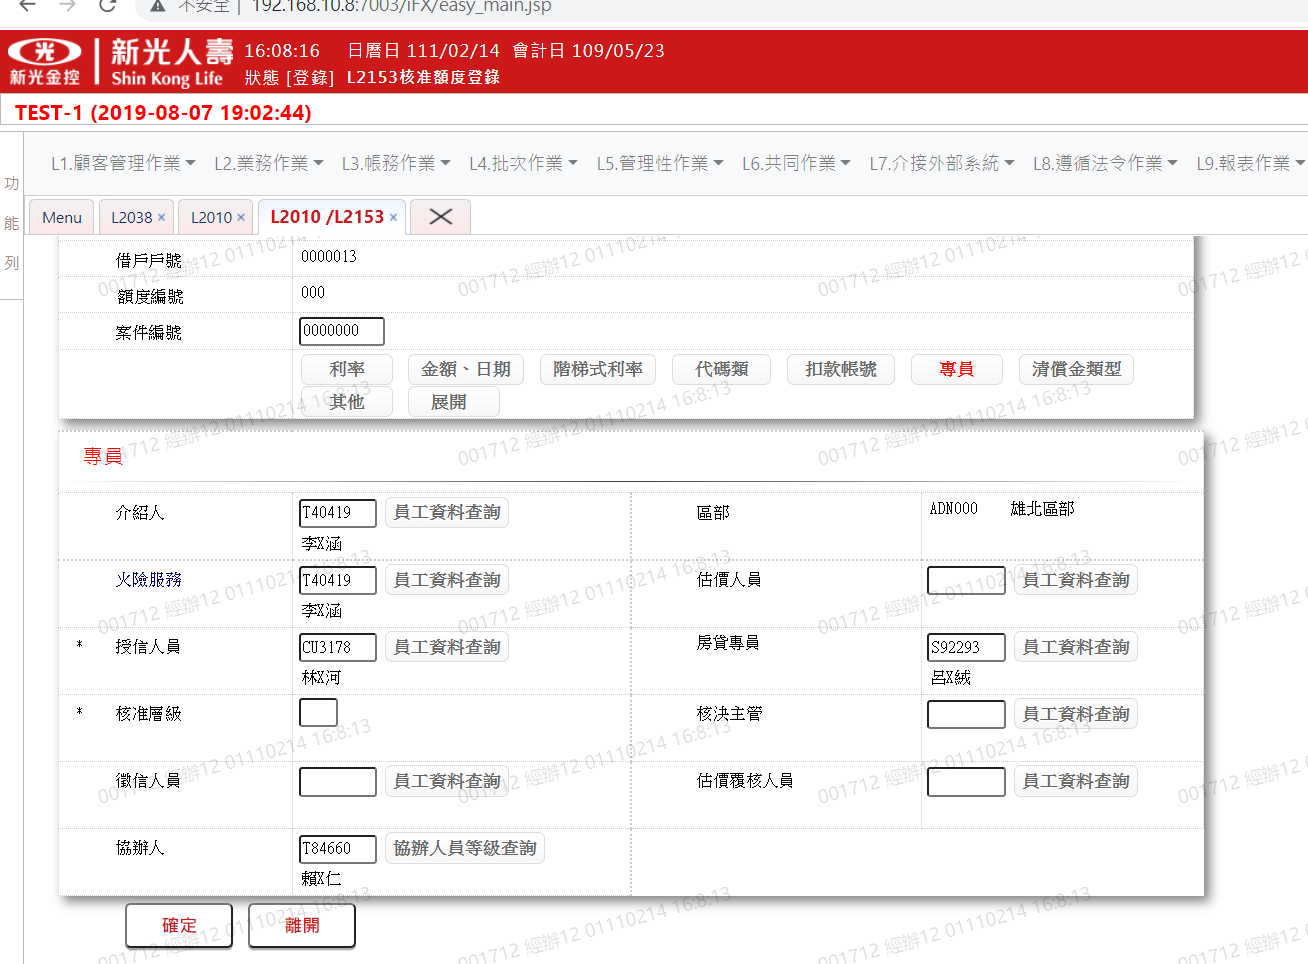 不安全 | 192.168.10.8:7003/iFX/easy_main.jsp
光
新光金控
新光人壽
Shin Kong Life
16:08:16 日曆日 111/02/14 會計日 109/05/23
狀態 [登錄] L2153核准額度登錄
TEST-1 (2019-08-07 19:02:44)
功能列
L1.顧客管理作業 L2.業務作業 L3.帳務作業 L4.批次作業 L5.管理性作業 L6.共同作業 L7.介接外部系統 L8.遵循法令作業 L9.報表作業
Menu L2038 × L2010 × L2010 /L2153 ×
借戶戶號 0000013
額度編號 000
案件編號 0000000
利率 金額、日期 階梯式利率 代碼類 扣款帳號 專員 清償金類型
其他 展開
專員
介紹人 T40419 員工資料查詢 區部 ADN000 雄北區部
李X涵
火險服務 T40419 員工資料查詢 估價人員 員工資料查詢
李X涵
* 授信人員 CU3178 員工資料查詢 房貸專員 S92293 員工資料查詢
林X河 呂X絨
* 核准層級 核決主管 員工資料查詢
徵信人員 員工資料查詢 估價覆核人員 員工資料查詢
協辦人 T84660 協辦人員等級查詢
賴X仁
確定 離開
001712 經辦12 01110214 16:8:13